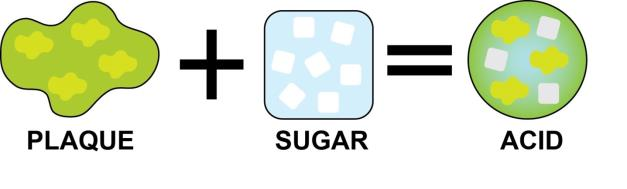 PLAQUE + SUGAR = ACID